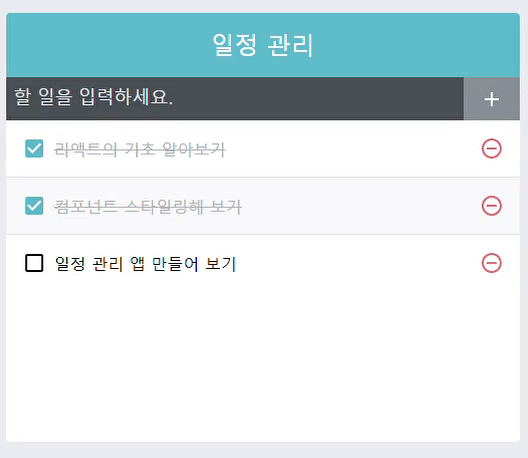 일정 관리
할 일을 입력하세요.
+
리액트의 기초 알아보기
컴포넌트 스타일링해 보기
일정 관리 앱 만들어 보기